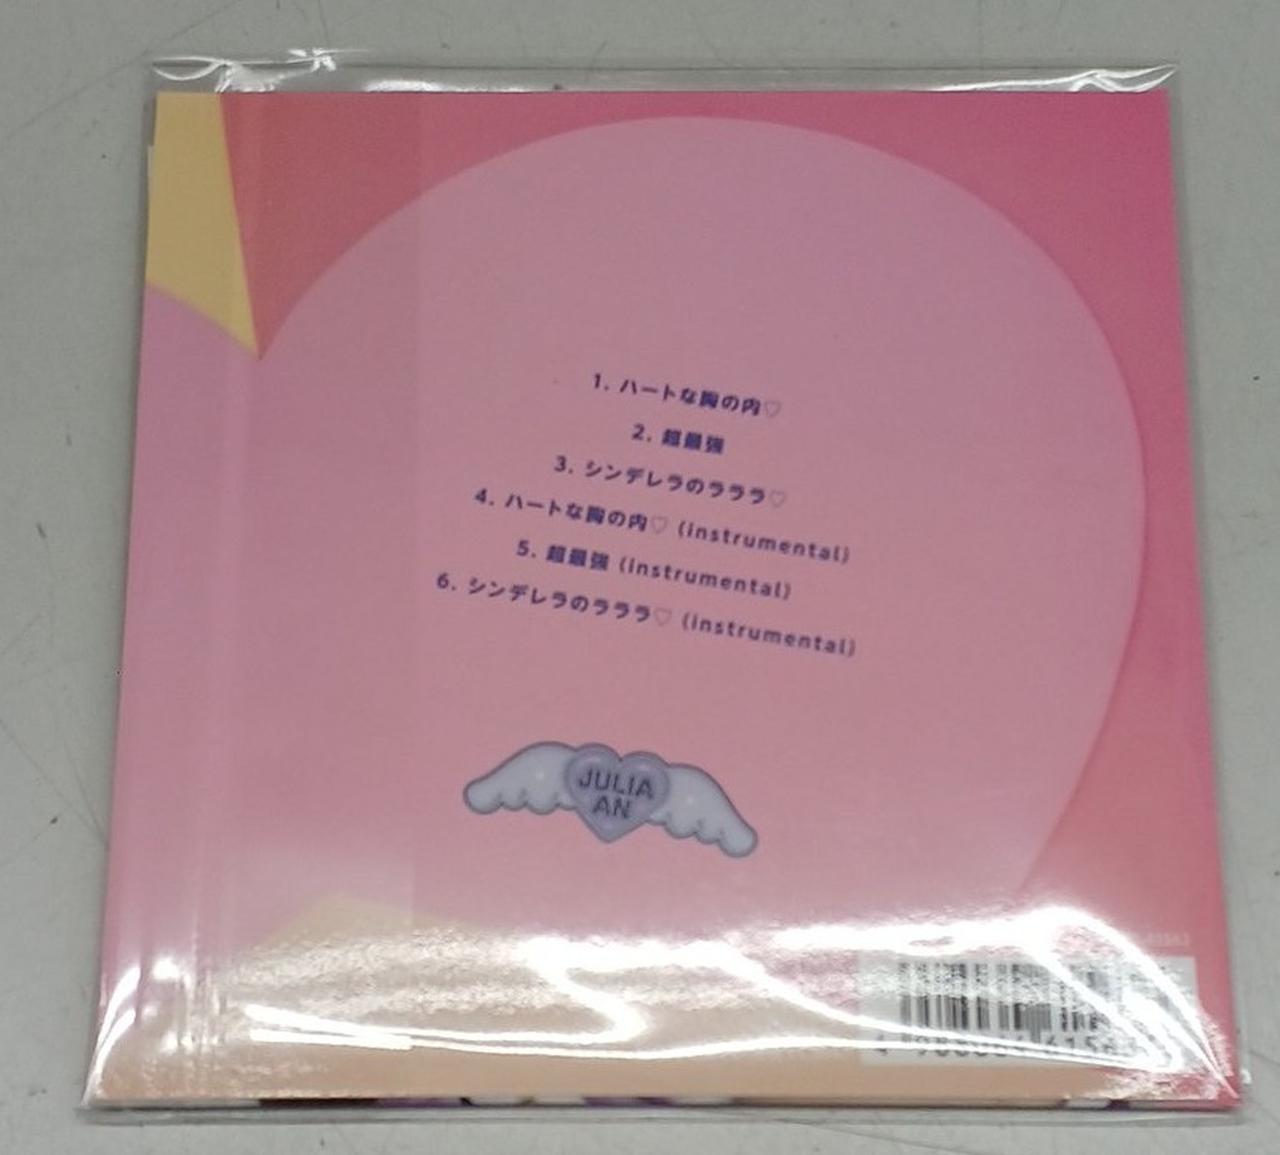 1. ハートな胸の内♡
2. 超最強
3. シンデレラのラララ♡
4. ハートな胸の内♡ (instrumental)
5. 超最強 (instrumental)
6. シンデレラのラララ♡ (instrumental)
JULIA
AN